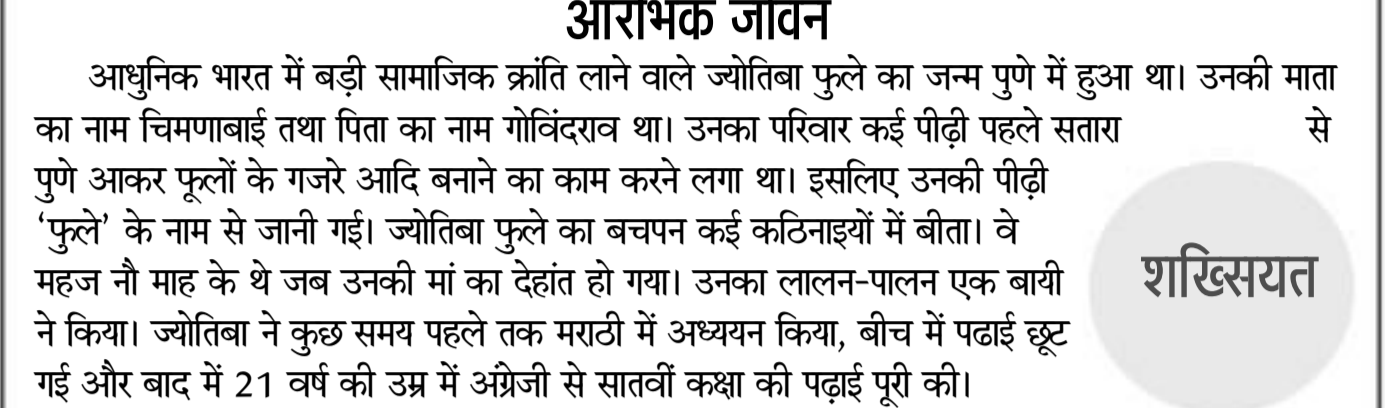 आरंभिक जीवन
आधुनिक भारत में बड़ी सामाजिक क्रांति लाने वाले ज्योतिबा फुले का जन्म पुणे में हुआ था। उनकी माता
का नाम चिमणाबाई तथा पिता का नाम गोविंदराव था। उनका परिवार कई पीढ़ी पहले सतारा से
पुणे आकर फूलों के गजरे आदि बनाने का काम करने लगा था। इसलिए उनकी पीढ़ी
‘फुले’ के नाम से जानी गई। ज्योतिबा फुले का बचपन कई कठिनाइयों में बीता। वे
महज नौ माह के थे जब उनकी मां का देहांत हो गया। उनका लालन-पालन एक बायी
ने किया। ज्योतिबा ने कुछ समय पहले तक मराठी में अध्ययन किया, बीच में पढाई छूट
गई और बाद में 21 वर्ष की उम्र में अंग्रेजी से सातवीं कक्षा की पढ़ाई पूरी की।
शख्सियत